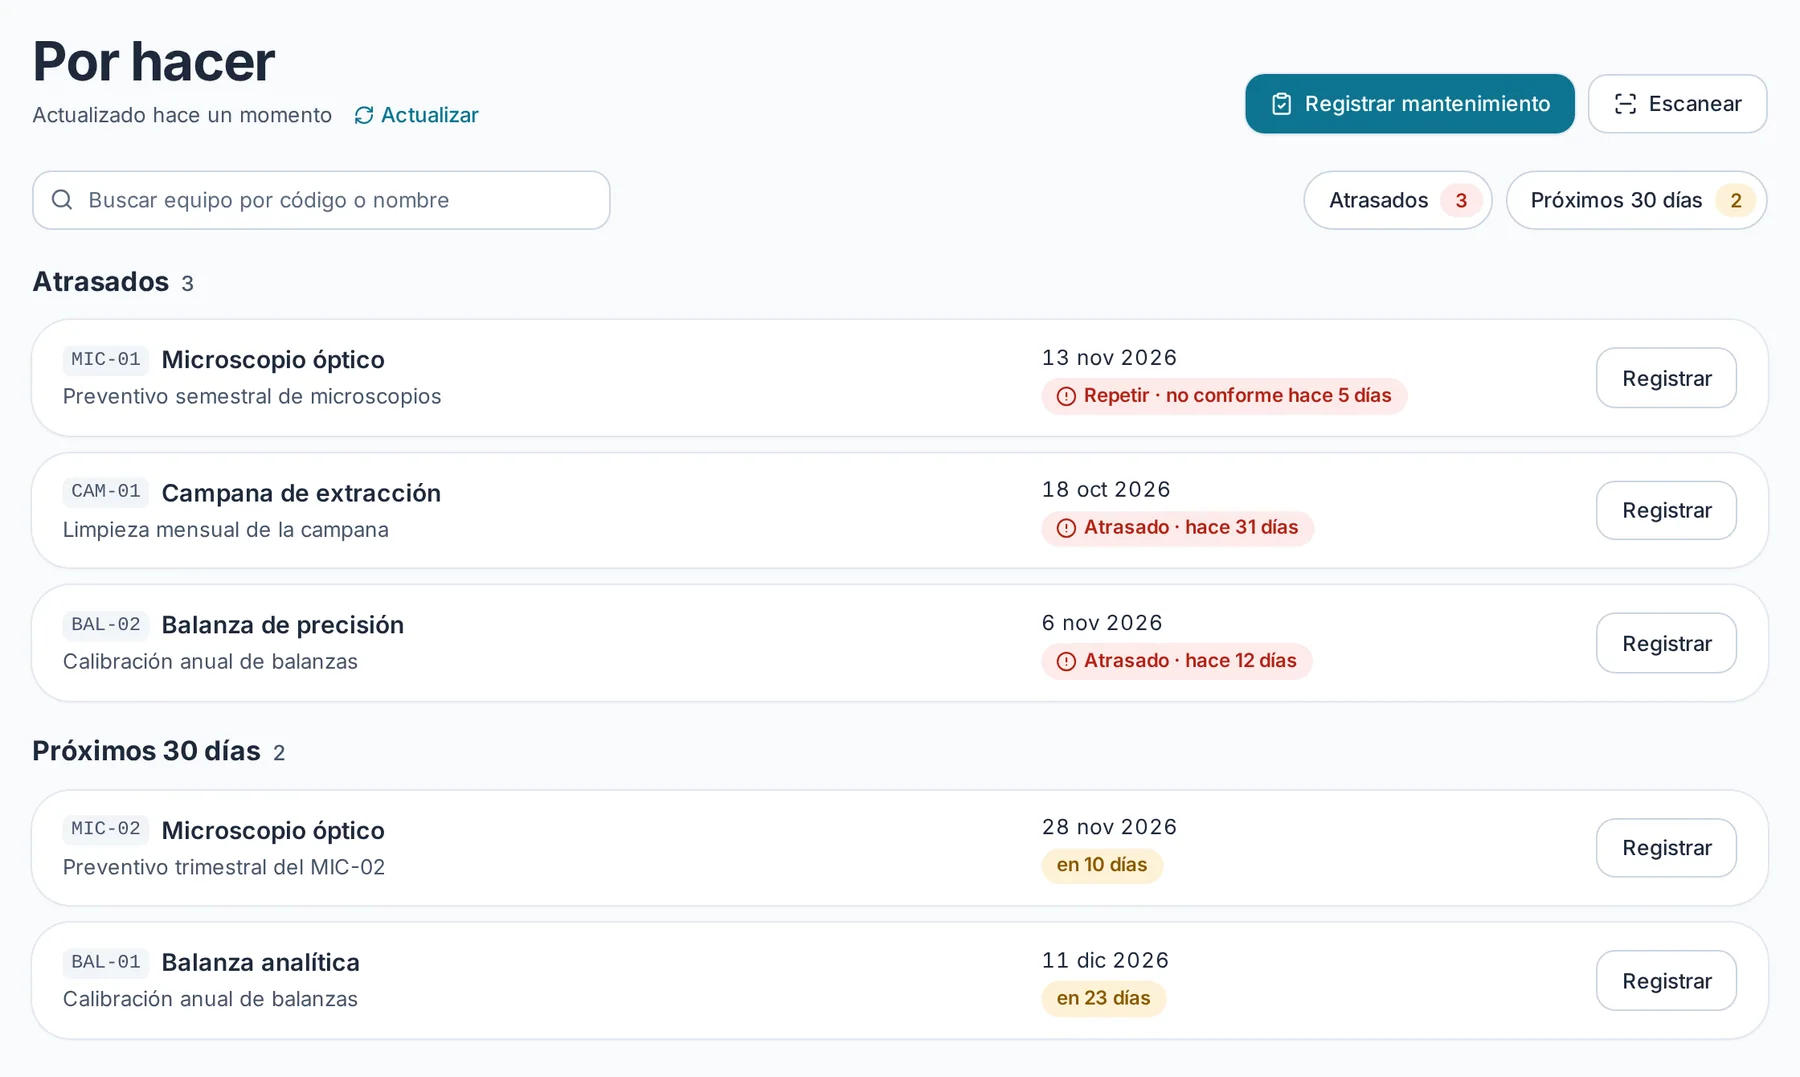 Por hacer
Actualizado hace un momento Actualizar
Registrar mantenimiento
Escanear
Buscar equipo por código o nombre
Atrasados 3
Próximos 30 días 2
Atrasados 3
MIC-01 Microscopio óptico
Preventivo semestral de microscopios
13 nov 2026
Repetir · no conforme hace 5 días
Registrar
CAM-01 Campana de extracción
Limpieza mensual de la campana
18 oct 2026
Atrasado · hace 31 días
Registrar
BAL-02 Balanza de precisión
Calibración anual de balanzas
6 nov 2026
Atrasado · hace 12 días
Registrar
Próximos 30 días 2
MIC-02 Microscopio óptico
Preventivo trimestral del MIC-02
28 nov 2026
en 10 días
Registrar
BAL-01 Balanza analítica
Calibración anual de balanzas
11 dic 2026
en 23 días
Registrar